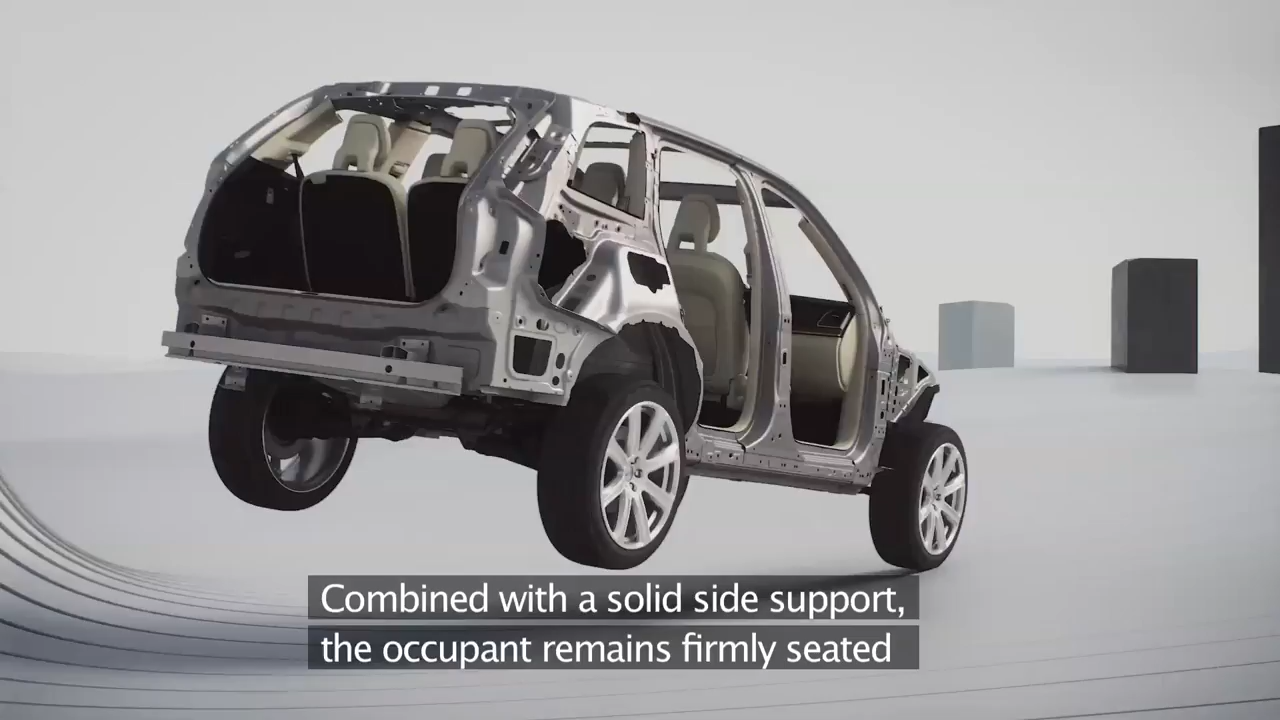 Combined with a solid side support,
the occupant remains firmly seated